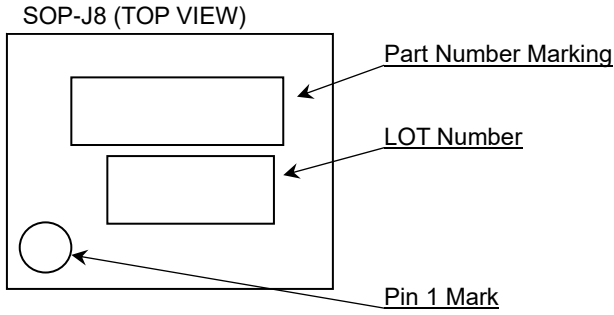 SOP-J8 (TOP VIEW)
Part Number Marking
LOT Number
Pin 1 Mark